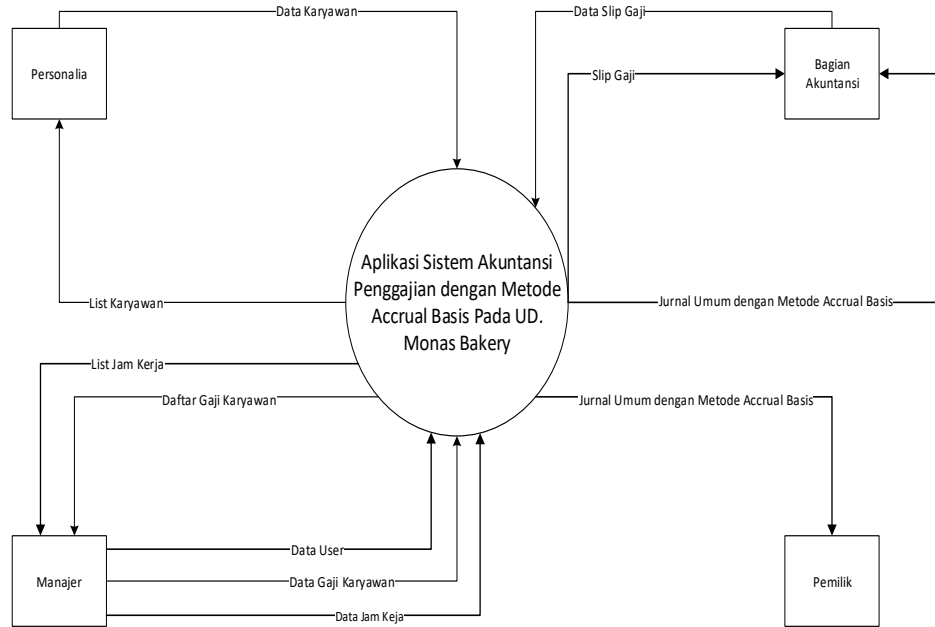 Data Karyawan
Data Slip Gaji
Personalia
Slip Gaji
Bagian
Akuntansi
Aplikasi Sistem Akuntansi
Penggajian dengan Metode
Accrual Basis Pada UD.
Monas Bakery
List Karyawan
Jurnal Umum dengan Metode Accrual Basis
List Jam Kerja
Daftar Gaji Karyawan
Jurnal Umum dengan Metode Accrual Basis
Data User
Manajer
Data Gaji Karyawan
Pemilik
Data Jam Keja